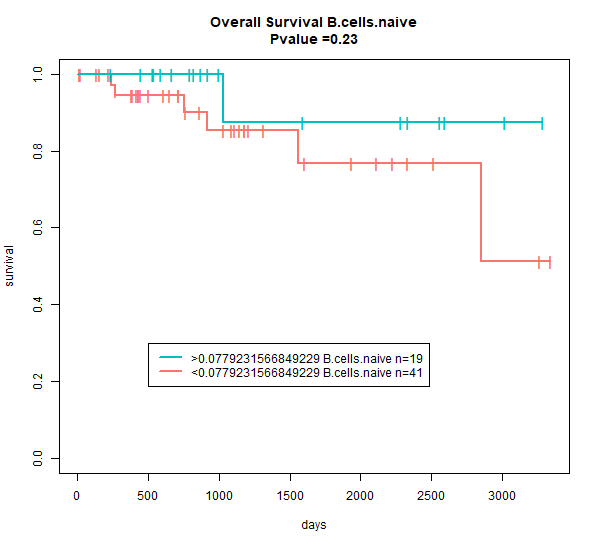 Overall Survival B.cells.naive
Pvalue =0.23
1.0
0.8
0.6
0.4
0.2
0.0
survival
>0.0779231566849229 B.cells.naive n=19
<0.0779231566849229 B.cells.naive n=41
0 500 1000 1500 2000 2500 3000
days